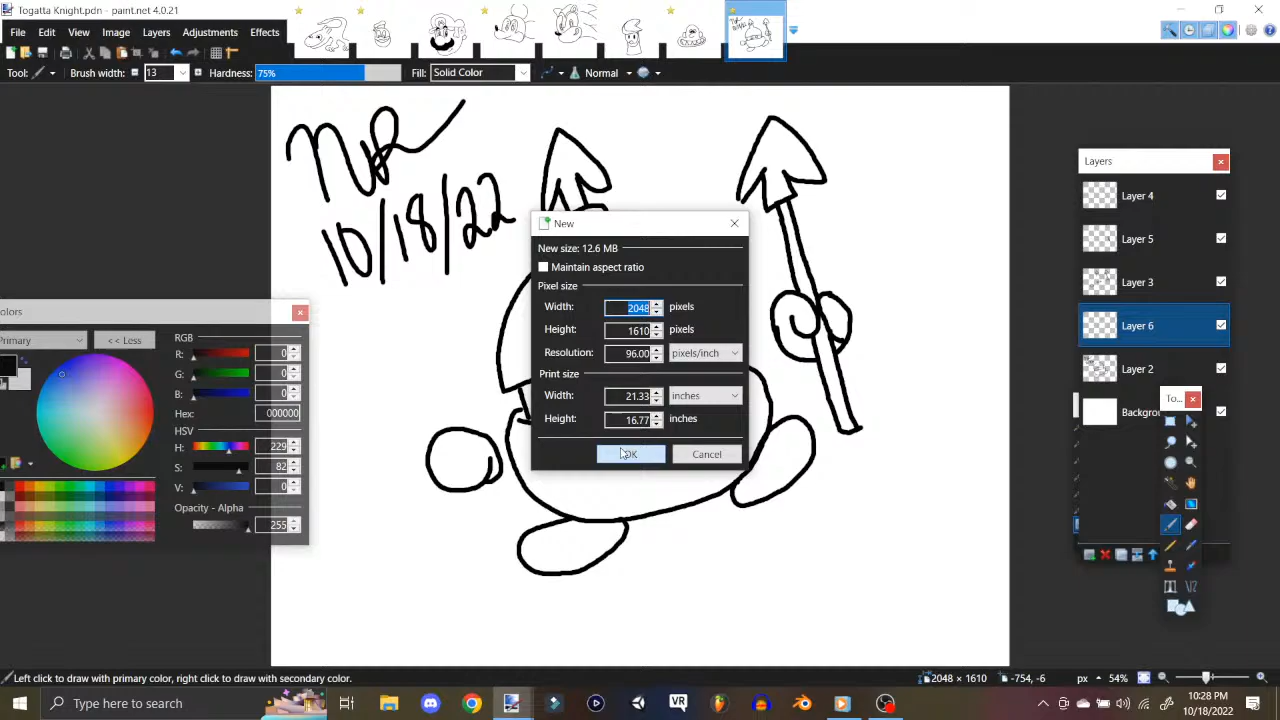 Togatta Knight.pdn - paint.net 4.0.21
File Edit View Image Layers Adjustments Effects
Tool: Brush width: 13 Hardness: 75% Fill: Solid Color Normal
10/18/22
Layers
Layer 4
Layer 5
Layer 3
Layer 6
Layer 2
To...
New
New size: 12.6 MB
Maintain aspect ratio
Pixel size
Width: 2048 pixels
Height: 1610 pixels
Resolution: 96.00 pixels/inch
Print size
Width: 21.33 inches
Height: 16.77 inches
OK Cancel
olors
Primary << Less
RGB
R: 0
G: 0
B: 0
Hex: 000000
HSV
H: 229
S: 82
V: 0
Opacity - Alpha
255
Left click to draw with primary color, right click to draw with secondary color.
2048 × 1610 -754, -6 px 54%
Type here to search
VR
10:28 PM
10/18/2022